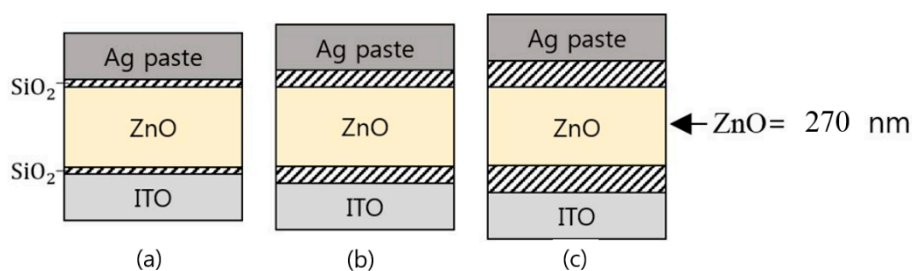 Ag paste
SiO2
ZnO
SiO2
ITO
(a)
Ag paste
ZnO
ITO
(b)
Ag paste
ZnO
ITO
(c)
ZnO= 270 nm